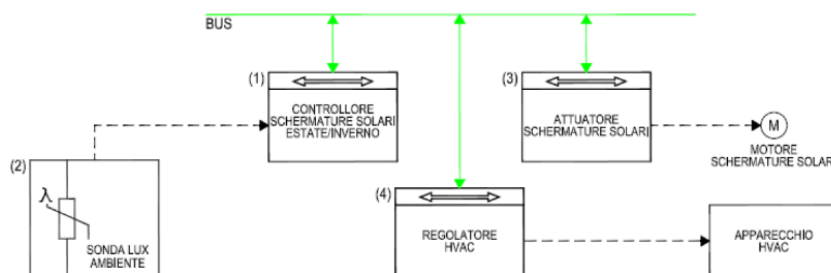 BUS
(1)
CONTROLLORE
SCHERMATURE SOLARI
ESTATE/INVERNO
(3)
ATTUATORE
SCHERMATURE SOLARI
M
MOTORE
SCHERMATURE SOLARI
(2)
λ
SONDA LUX
AMBIENTE
(4)
REGOLATORE
HVAC
APPARECCHIO
HVAC